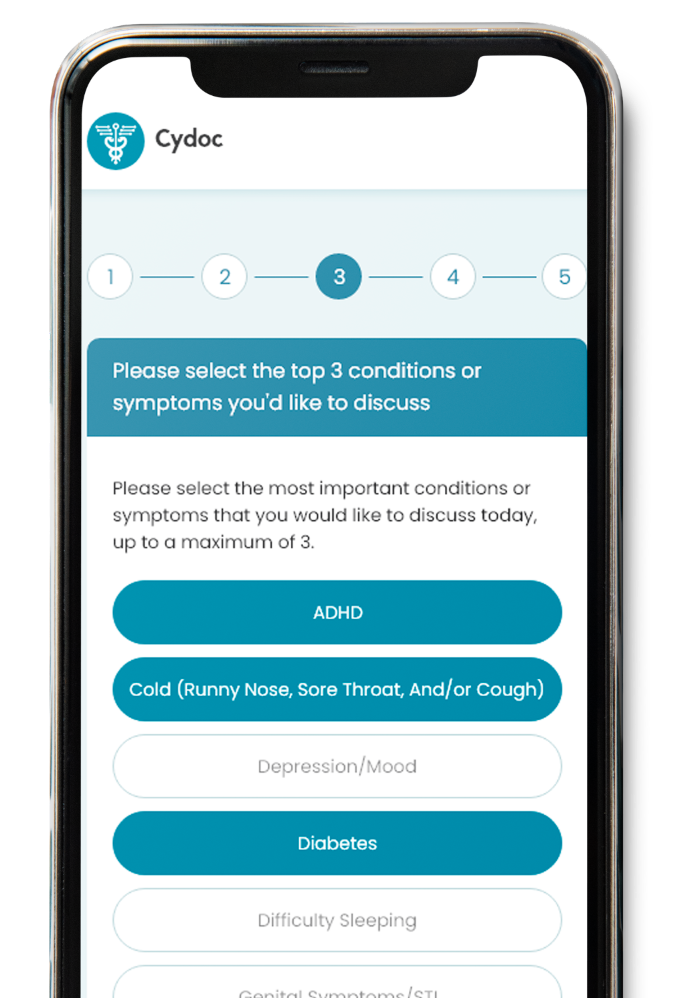 Cydoc
1 2 3 4 5
Please select the top 3 conditions or
symptoms you'd like to discuss
Please select the most important conditions or
symptoms that you would like to discuss today,
up to a maximum of 3.
ADHD
Cold (Runny Nose, Sore Throat, And/or Cough)
Depression/Mood
Diabetes
Difficulty Sleeping
Genital Symptoms/STI